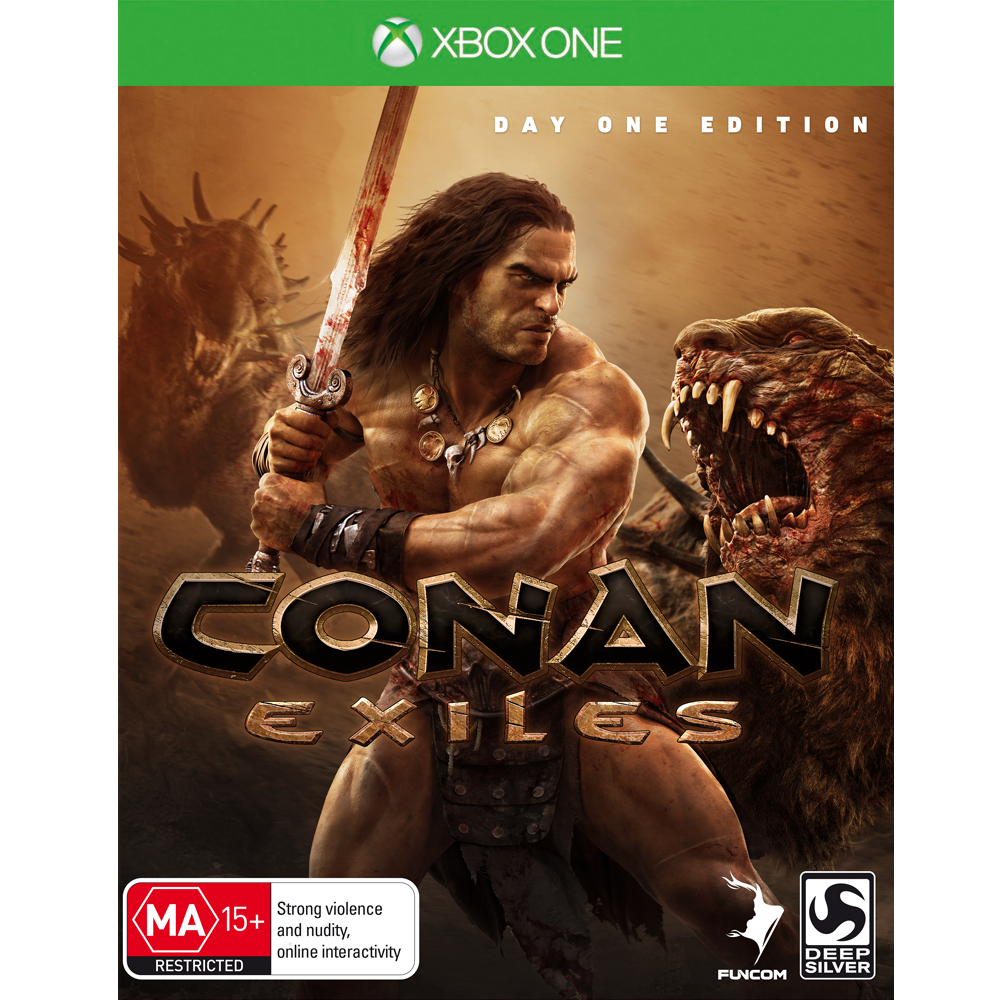 XBOX ONE
DAY ONE EDITION
CONAN
EXILES
MA 15+
RESTRICTED
Strong violence
and nudity,
online interactivity
FUNCOM
DEEP
SILVER